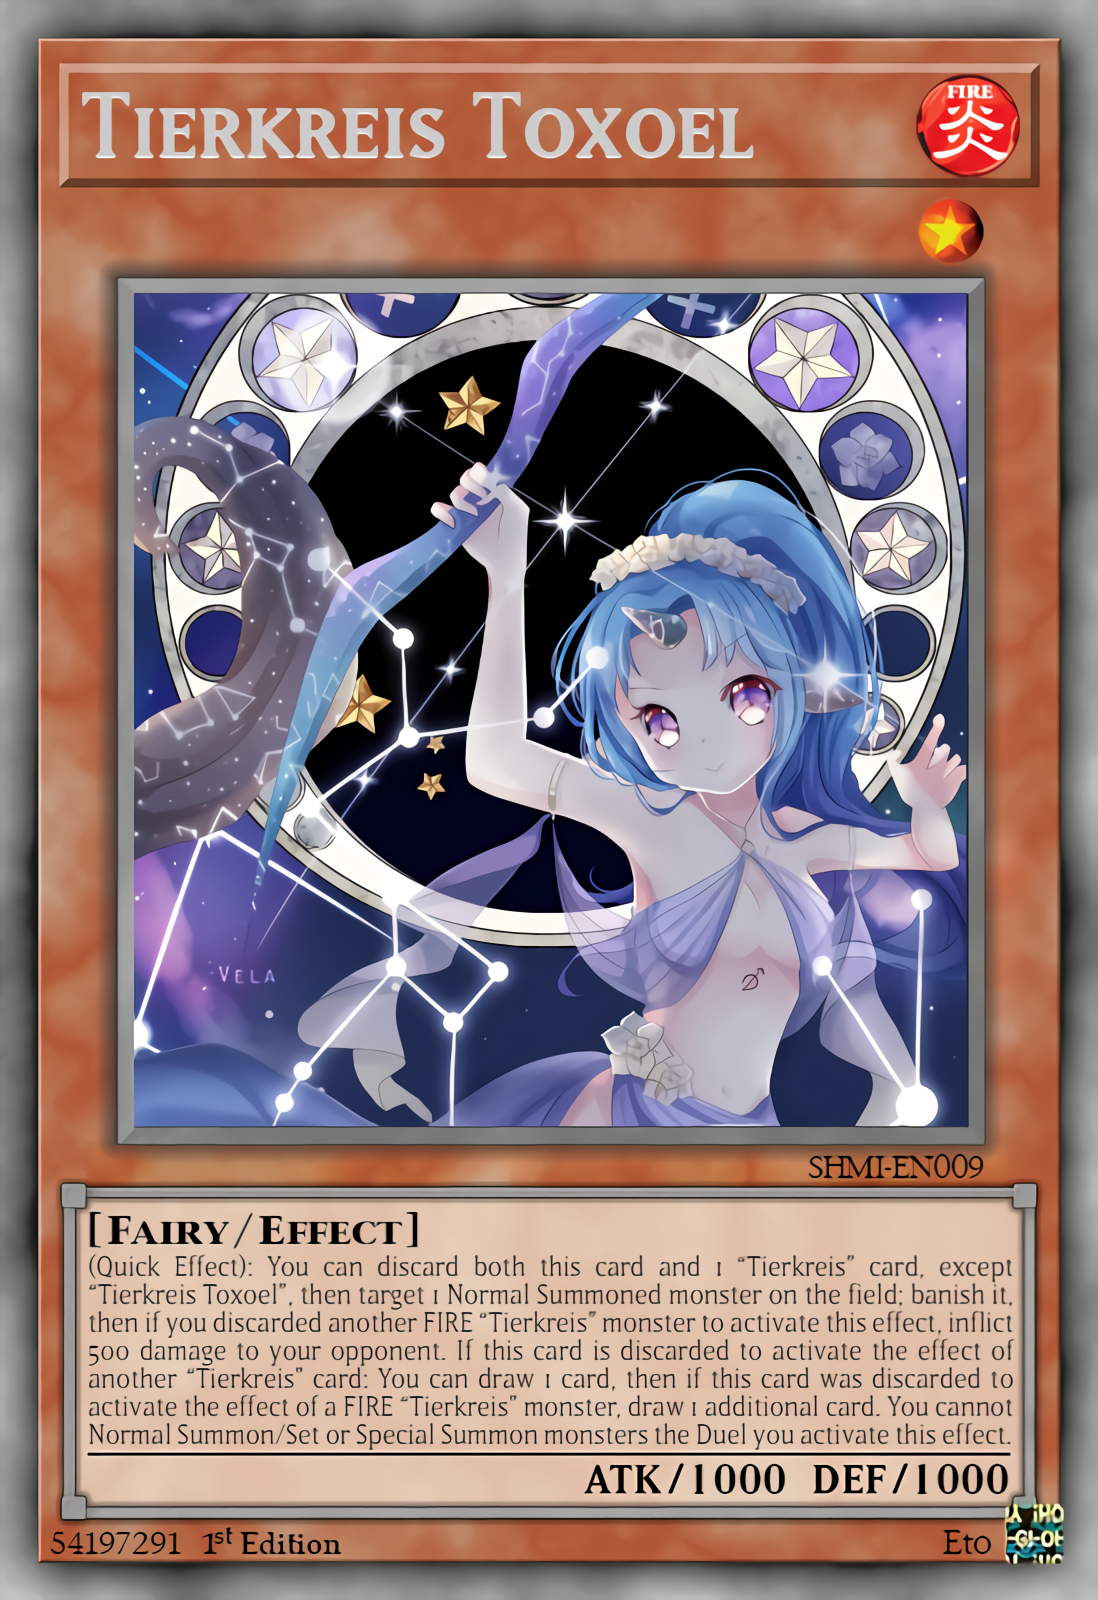 Tierkreis Toxoel
FIRE
炎
VELA
SHMI-EN009
[Fairy/Effect]
(Quick Effect): You can discard both this card and 1 “Tierkreis” card, except
“Tierkreis Toxoel”, then target 1 Normal Summoned monster on the field; banish it,
then if you discarded another FIRE “Tierkreis” monster to activate this effect, inflict
500 damage to your opponent. If this card is discarded to activate the effect of
another “Tierkreis” card: You can draw 1 card, then if this card was discarded to
activate the effect of a FIRE “Tierkreis” monster, draw 1 additional card. You cannot
Normal Summon/Set or Special Summon monsters the Duel you activate this effect.
ATK/1000 DEF/1000
54197291 1st Edition
Eto